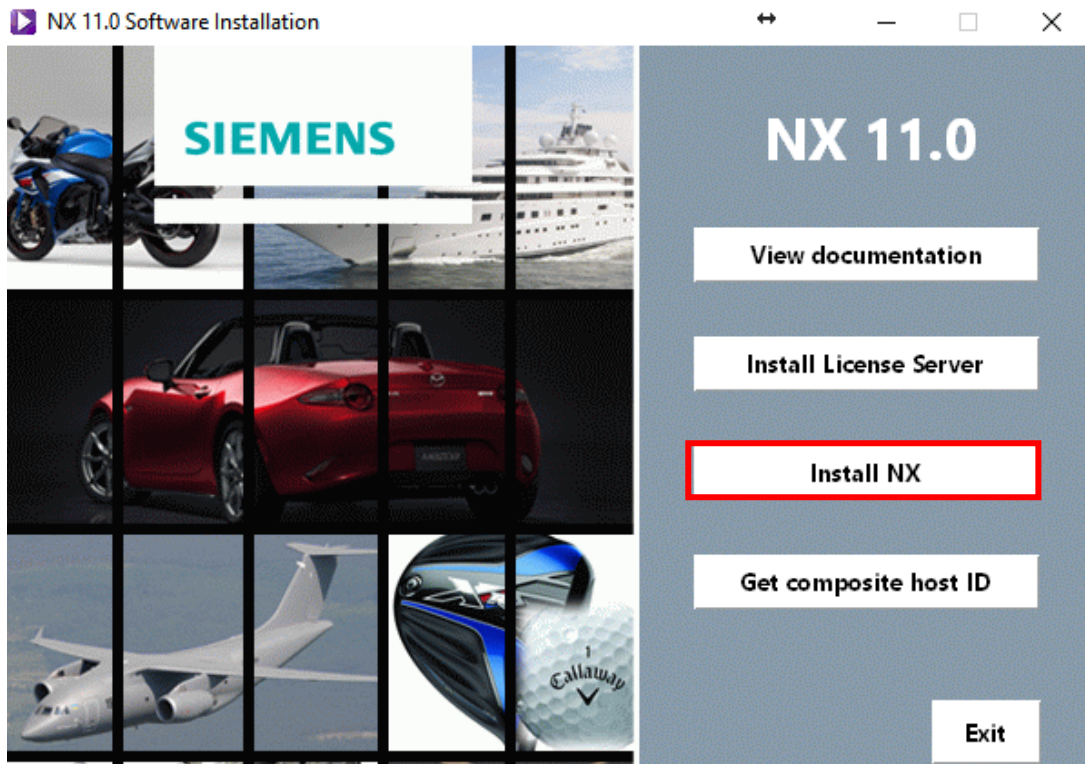 NX 11.0 Software Installation
SIEMENS
NX 11.0
View documentation
Install License Server
Install NX
Get composite host ID
1
Callaway
Exit